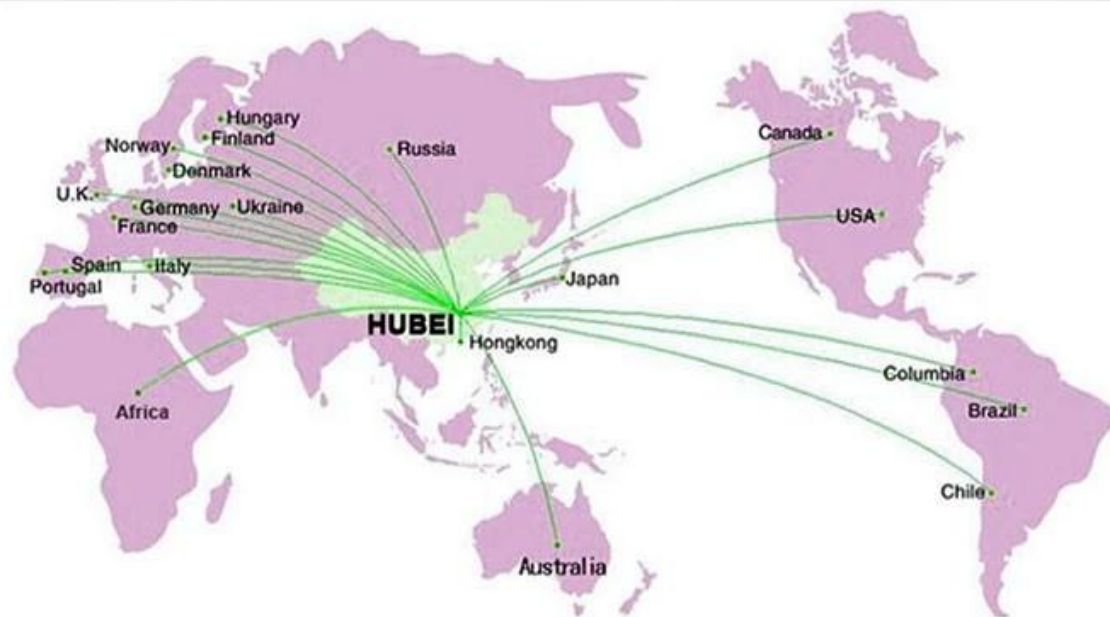 Hungary
Canada
Finland
Norway
Russia
Denmark
U.K.
Germany
Ukraine
USA
France
Spain
Italy
Japan
Portugal
HUBEI
Hongkong
Columbia
Africa
Brazil
Chile
Australia